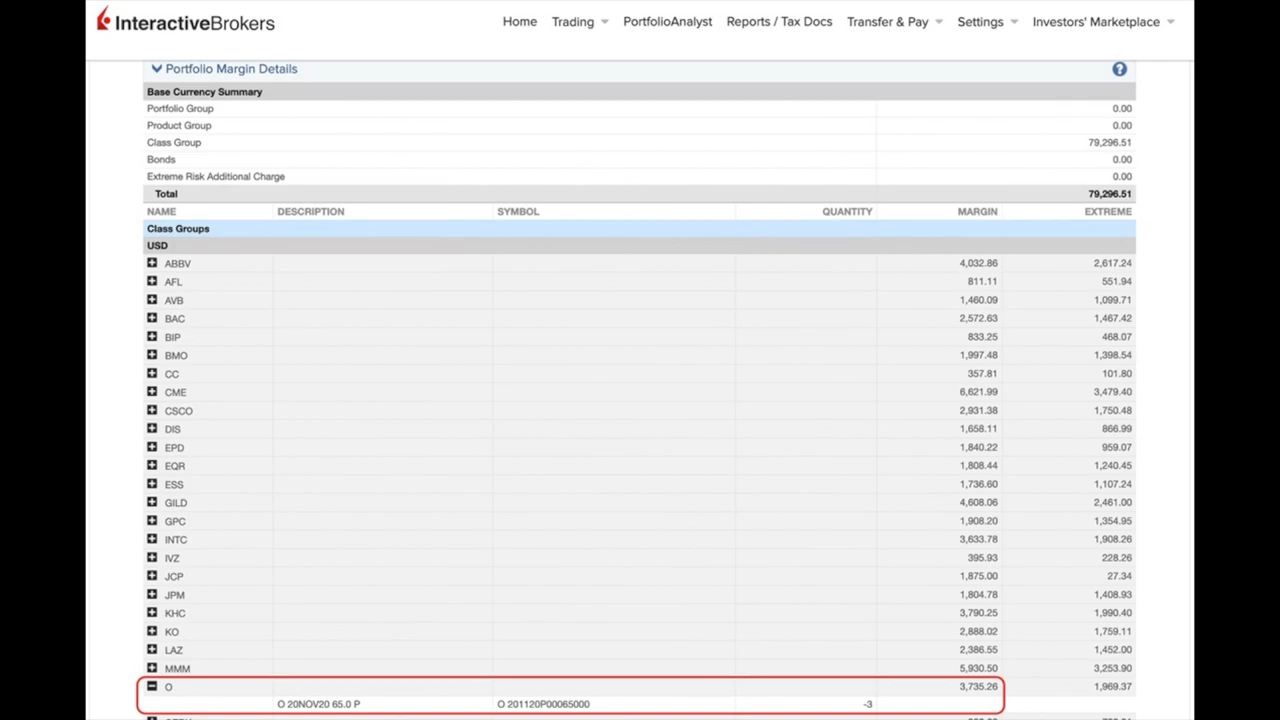 InteractiveBrokers Home Trading PortfolioAnalyst Reports / Tax Docs Transfer & Pay Settings Investors' Marketplace
Portfolio Margin Details ?
Base Currency Summary
Portfolio Group 0.00
Product Group 0.00
Class Group 79,296.51
Bonds 0.00
Extreme Risk Additional Charge 0.00
Total 79,296.51
NAME DESCRIPTION SYMBOL QUANTITY MARGIN EXTREME
Class Groups
USD
ABBV 4,032.86 2,617.24
AFL 811.11 551.94
AVB 1,460.09 1,099.71
BAC 2,572.63 1,467.42
BIP 833.25 468.07
BMO 1,997.48 1,398.54
CC 357.81 101.80
CME 6,621.99 3,479.40
CSCO 2,931.38 1,750.48
DIS 1,658.11 866.99
EPD 1,840.22 959.07
EQR 1,808.44 1,240.45
ESS 1,736.60 1,107.24
GILD 4,608.06 2,461.00
GPC 1,908.20 1,354.95
INTC 3,633.78 1,908.26
IVZ 395.93 228.26
JCP 1,875.00 27.34
JPM 1,804.78 1,408.93
KHC 3,790.25 1,990.40
KO 2,888.02 1,759.11
LAZ 2,386.55 1,452.00
MMM 5,930.50 3,253.90
O 3,735.26 1,969.37
O 20NOV20 65.0 P O 201120P00065000 -3